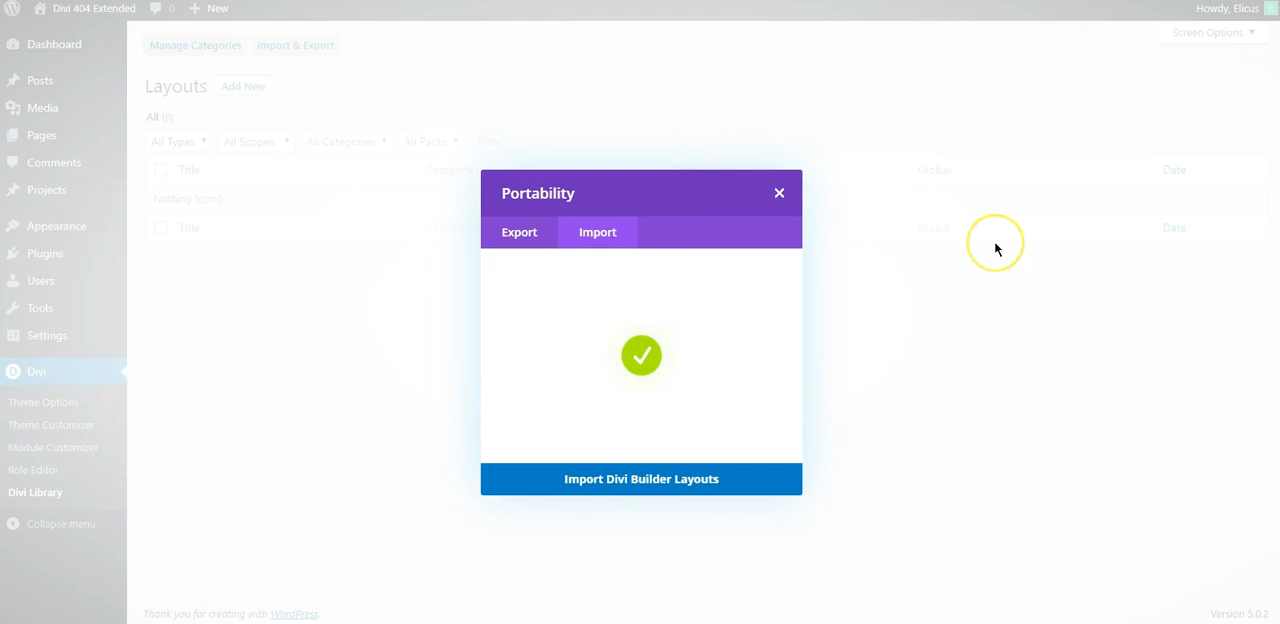 Divi 404 Extended 0 New Howdy, Elicus
Dashboard
Posts
Media
Pages
Comments
Projects
Appearance
Plugins
Users
Tools
Settings
Divi
Theme Options
Theme Customizer
Module Customizer
Role Editor
Divi Library
Collapse menu
Screen Options
Manage Categories Import & Export
Layouts Add New
All (0)
All Types All Scopes All Categories All Packs Filter
Title Global Date
Nothing found
Title Global Date
Portability
Export Import
Import Divi Builder Layouts
Thank you for creating with WordPress. Version 5.0.2